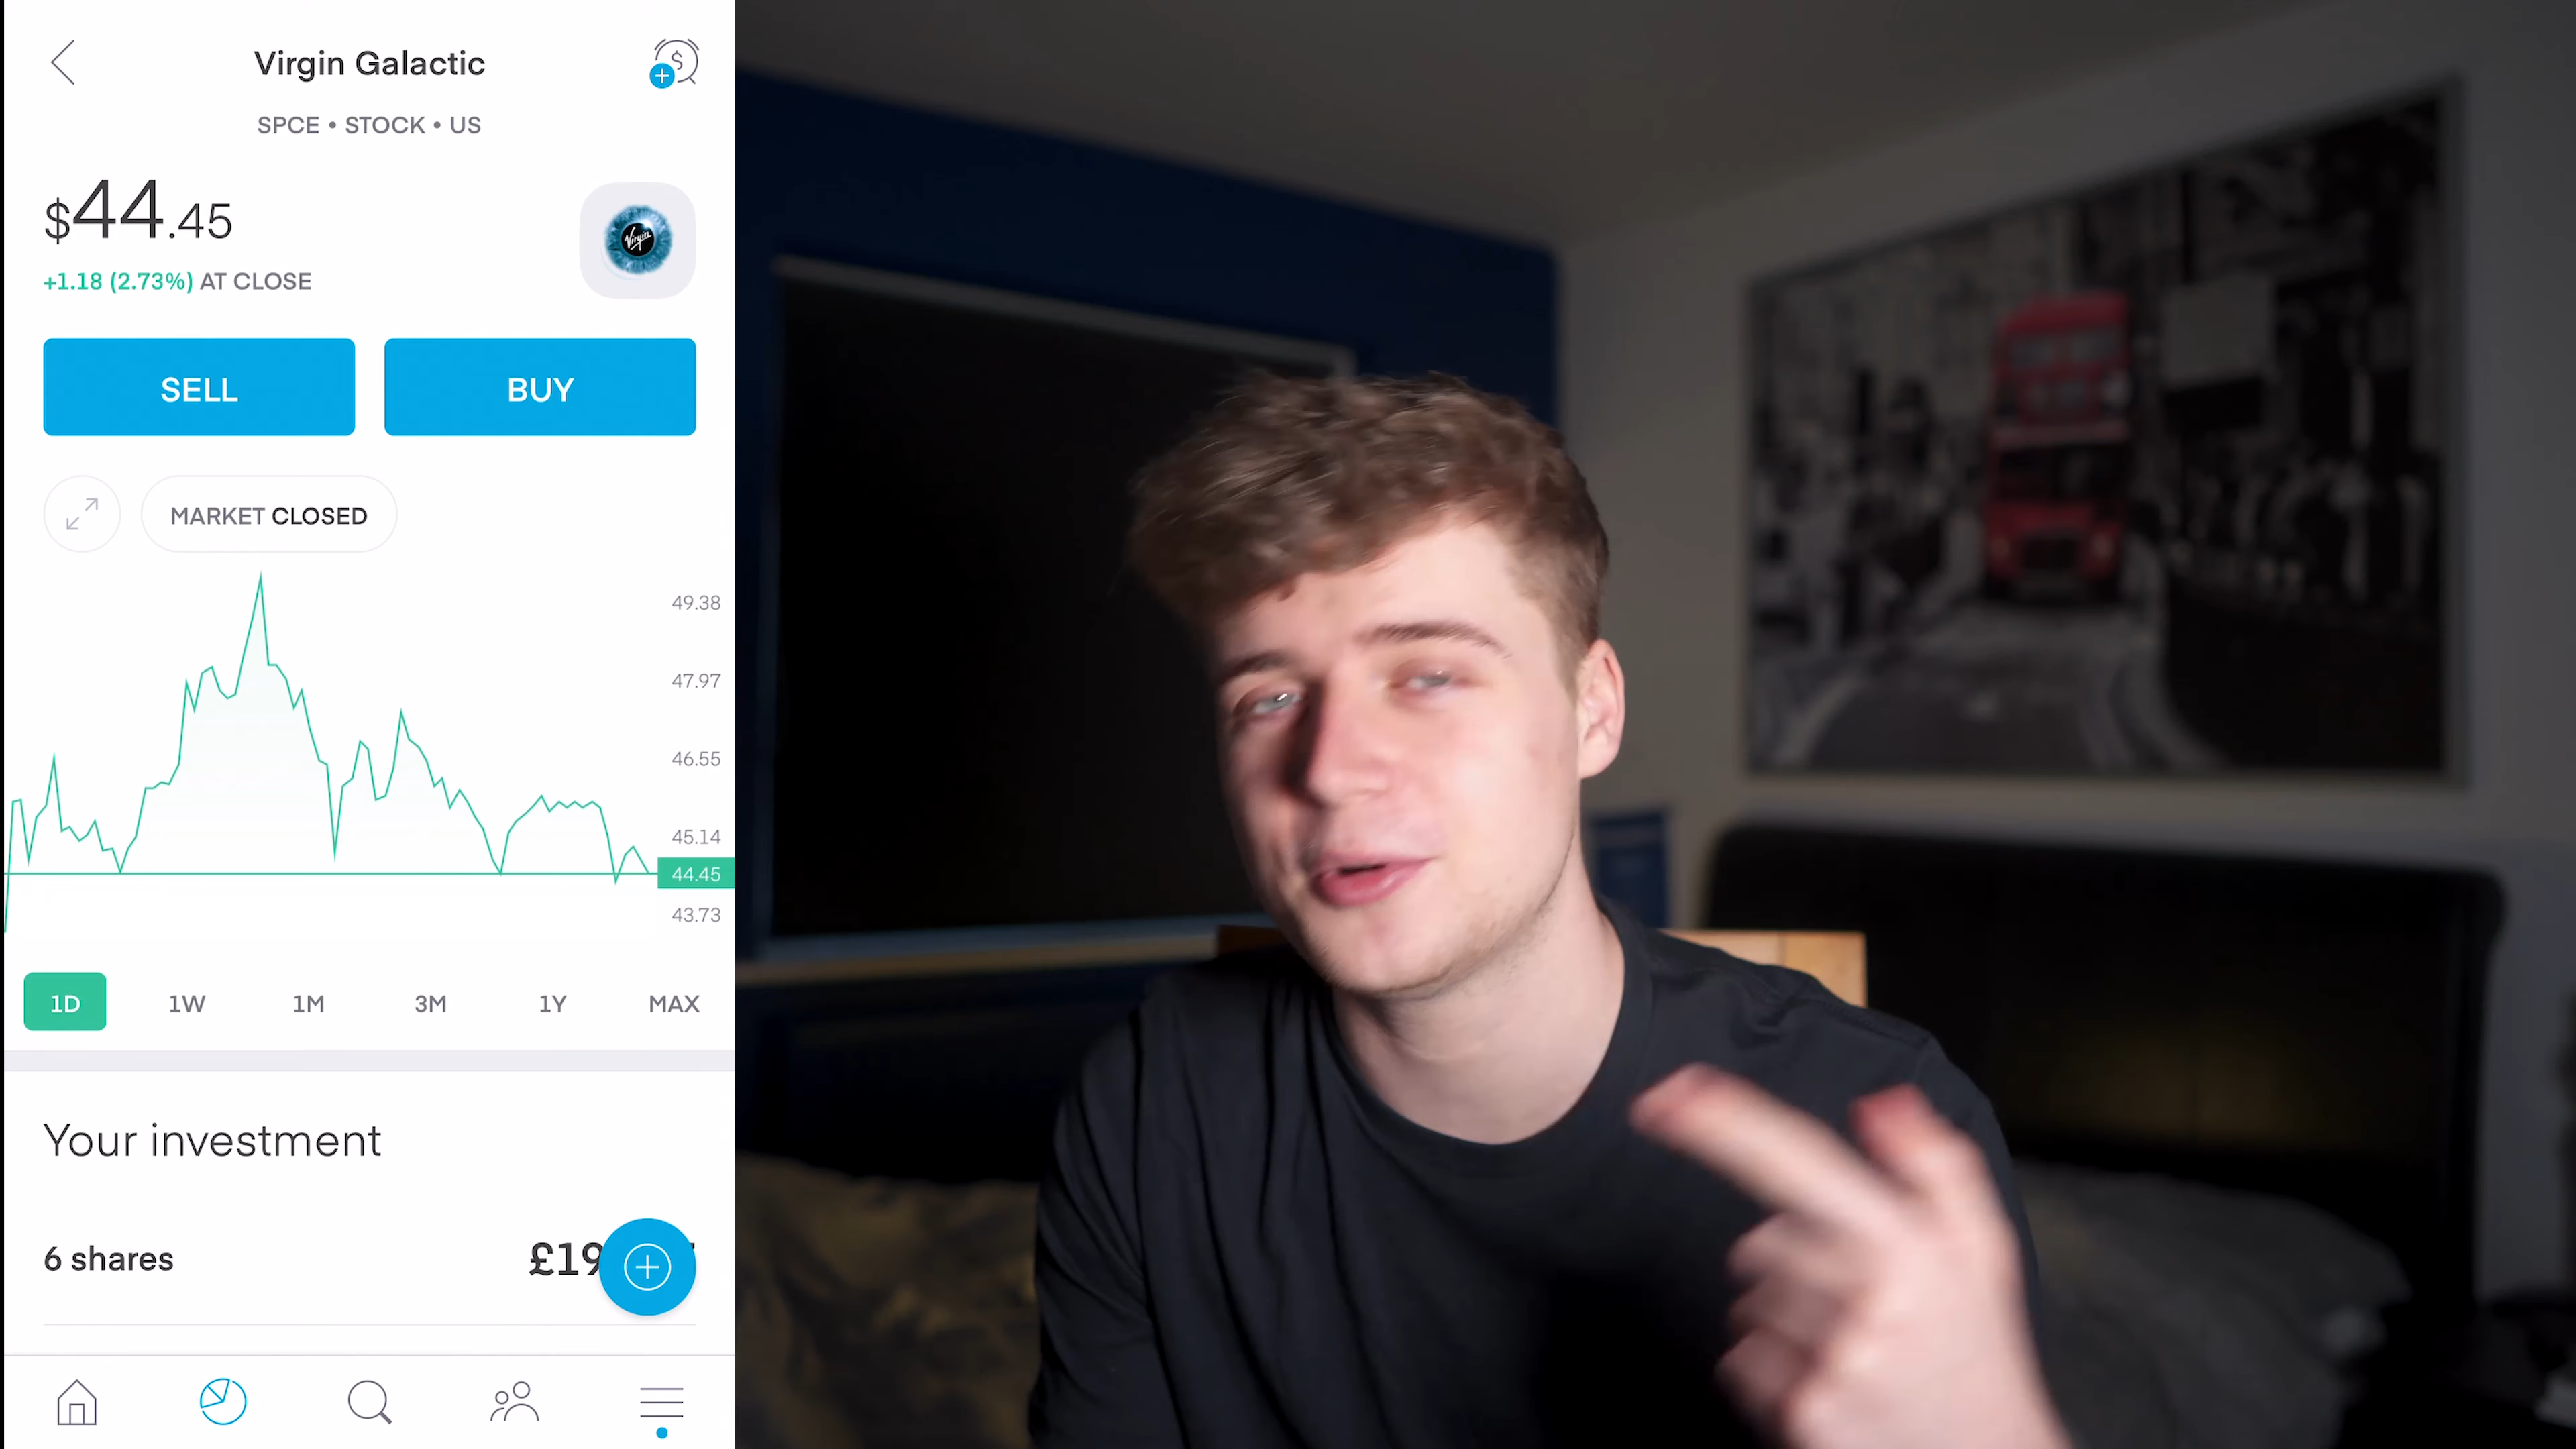 Virgin Galactic
$
SPCE • STOCK • US
$44.45
Virgin
+1.18 (2.73%) AT CLOSE
SELL
BUY
MARKET CLOSED
49.38
47.97
46.55
45.14
44.45
43.73
1D
1W
1M
3M
1Y
MAX
Your investment
6 shares
£19